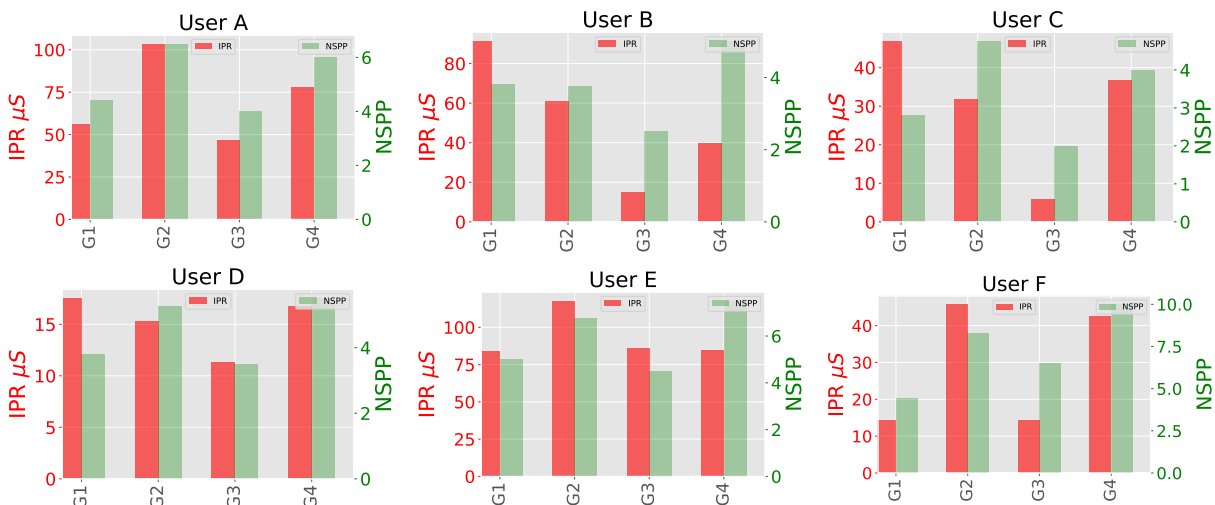 User A
IPR
NSPP
100
75
50
25
0
IPR μS
6
4
2
0
NSPP
G1
G2
G3
G4
User B
IPR
NSPP
80
60
40
20
0
IPR μS
4
2
0
NSPP
G1
G2
G3
G4
User C
IPR
NSPP
40
30
20
10
0
IPR μS
4
3
2
1
0
NSPP
G1
G2
G3
G4
User D
IPR
NSPP
15
10
5
0
IPR μS
4
2
0
NSPP
G1
G2
G3
G4
User E
IPR
NSPP
100
75
50
25
0
IPR μS
6
4
2
0
NSPP
G1
G2
G3
G4
User F
IPR
NSPP
40
30
20
10
0
IPR μS
10.0
7.5
5.0
2.5
0.0
NSPP
G1
G2
G3
G4